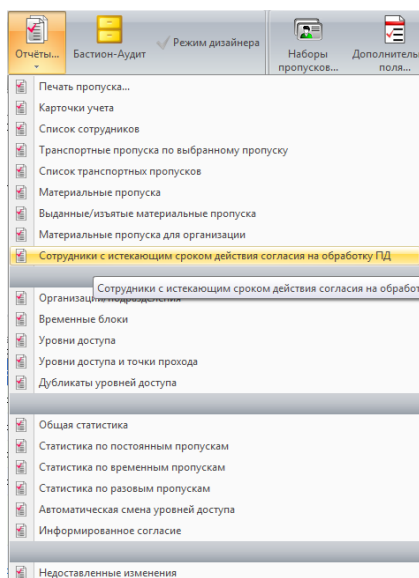 Отчёты...
Бастион-Аудит
Режим дизайнера
Наборы
пропусков...
Дополнитель
поля...
Печать пропуска...
Карточки учета
Список сотрудников
Транспортные пропуска по выбранному пропуску
Список транспортных пропусков
Материальные пропуска
Выданные/изъятые материальные пропуска
Материальные пропуска для организации
Сотрудники с истекающим сроком действия согласия на обработку ПД
Сотрудники с истекающим сроком действия согласия на обработ
Организации/подразделения
Временные блоки
Уровни доступа
Уровни доступа и точки прохода
Дубликаты уровней доступа
Общая статистика
Статистика по постоянным пропускам
Статистика по временным пропускам
Статистика по разовым пропускам
Автоматическая смена уровней доступа
Информированное согласие
Недоставленные изменения